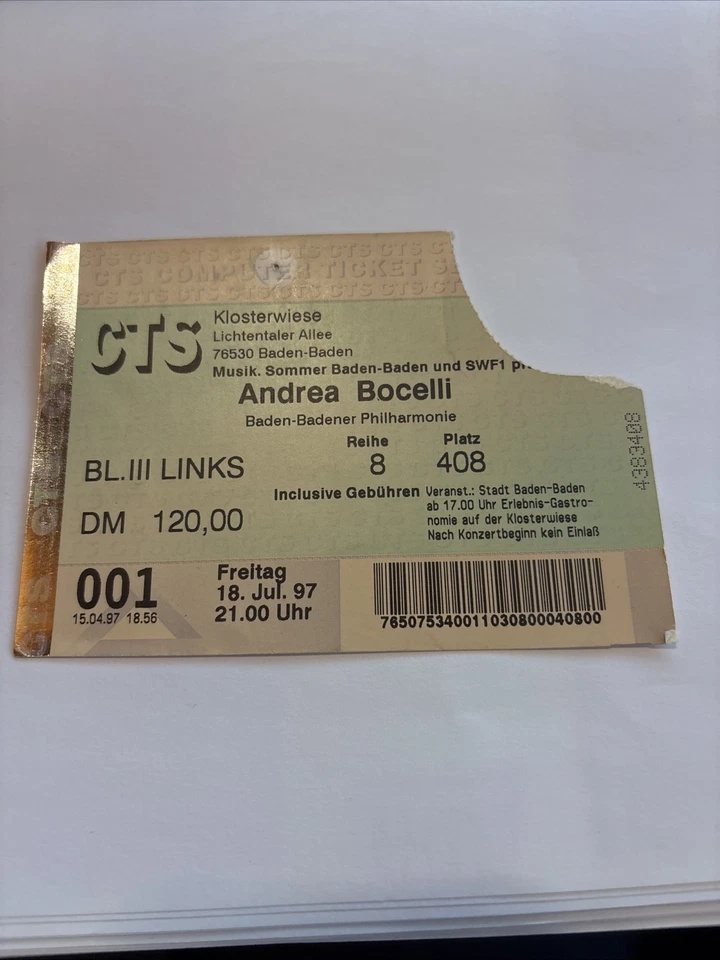 CTS COMPUTER TICKET S
CTS
Klosterwiese
Lichtentaler Allee
76530 Baden-Baden
Musik. Sommer Baden-Baden und SWF1
Andrea Bocelli
Baden-Badener Philharmonie
Reihe Platz
BL.III LINKS 8 408
Inclusive Gebühren
DM 120,00
Veranst.: Stadt Baden-Baden
ab 17.00 Uhr Erlebnis-Gastro-
nomie auf der Klosterwiese
Nach Konzertbeginn kein Einlaß
4383408
001
15.04.97 18.56
Freitag
18. Jul. 97
21.00 Uhr
765075340011030800040800